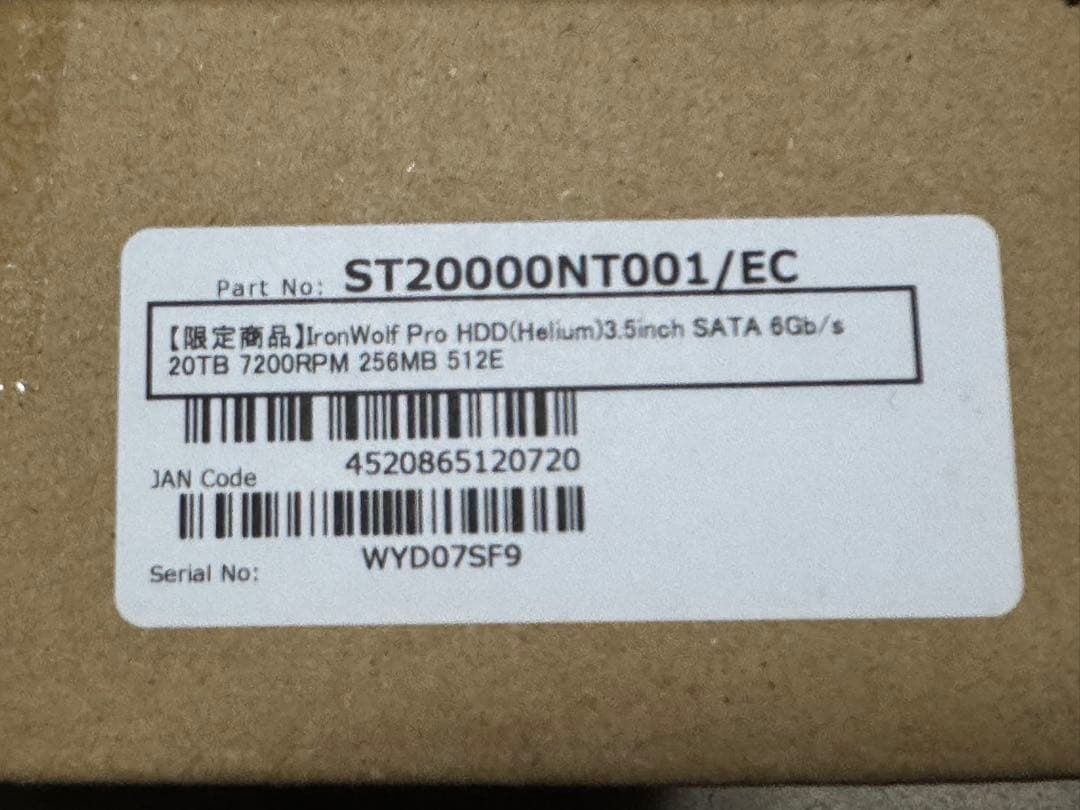 Part No: ST20000NT001/EC
【限定商品】IronWolf Pro HDD(Helium)3.5inch SATA 6Gb/s
20TB 7200RPM 256MB 512E
4520865120720
JAN Code
WYD07SF9
Serial No: